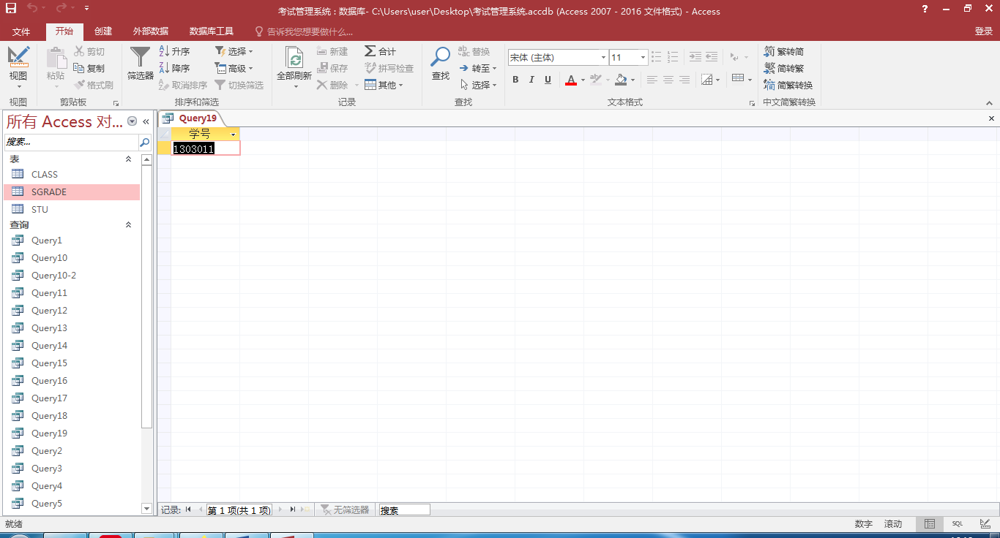 考试管理系统 : 数据库- C:\Users\user\Desktop\考试管理系统.accdb (Access 2007 - 2016 文件格式) - Access
?
文件 开始 创建 外部数据 数据库工具 告诉我您想要做什么... 登录
视图 粘贴 剪切 复制 格式刷
筛选器 升序 降序 取消排序 选择 高级 切换筛选
全部刷新 新建 保存 删除 合计 拼写检查 其他
查找 替换 转至 选择
宋体 (主体) 11
B I U A
繁转简 简转繁 简繁转换
视图 剪贴板 排序和筛选 记录 查找 文本格式 中文简繁转换
所有 Access 对...
搜索...
表
CLASS
SGRADE
STU
查询
Query1
Query10
Query10-2
Query11
Query12
Query13
Query14
Query15
Query16
Query17
Query18
Query19
Query2
Query3
Query4
Query5
Query19
学号
1303011
记录: 第 1 项(共 1 项) 无筛选器 搜索
就绪 数字 滚动 SQL